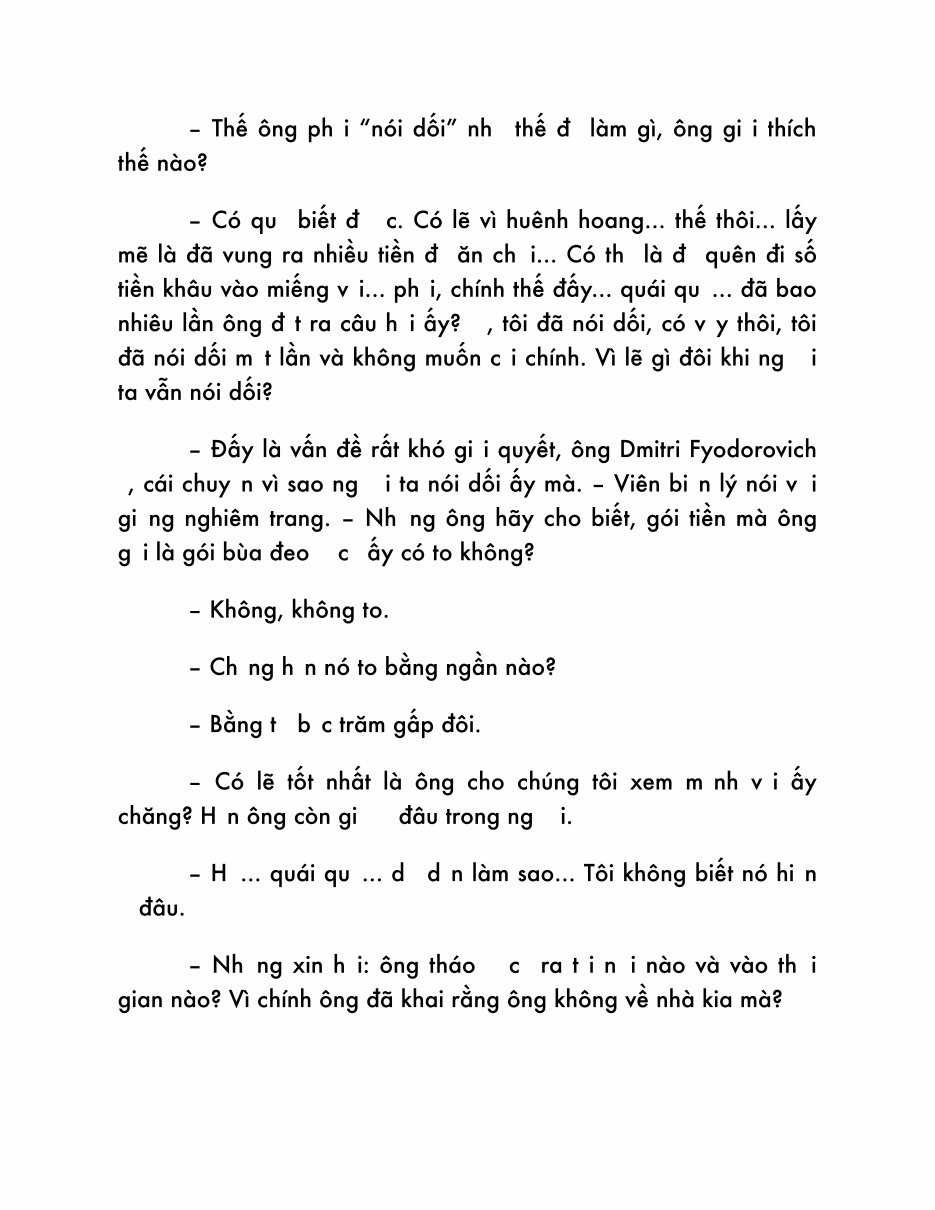 – Thế ông ph i “nói dối” nh thế đ làm gì, ông gi i thích
thế nào?
– Có qu biết đ c. Có lẽ vì huênh hoang... thế thôi... lấy
mẽ là đã vung ra nhiều tiền đ ăn ch i... Có th là đ quên đi số
tiền khâu vào miếng v i... ph i, chính thế đấy... quái qu ... đã bao
nhiêu lần ông đ t ra câu h i ấy? , tôi đã nói dối, có v y thôi, tôi
đã nói dối m t lần và không muốn c i chính. Vì lẽ gì đôi khi ng i
ta vẫn nói dối?
– Đấy là vấn đề rất khó gi i quyết, ông Dmitri Fyodorovich
, cái chuy n vì sao ng i ta nói dối ấy mà. – Viên bi n lý nói v i
gi ng nghiêm trang. – Nh ng ông hãy cho biết, gói tiền mà ông
g i là gói bùa đeo c ấy có to không?
– Không, không to.
– Ch ng h n nó to bằng ngần nào?
– Bằng t b c trăm gấp đôi.
– Có lẽ tốt nhất là ông cho chúng tôi xem m nh v i ấy
chăng? H n ông còn gi đâu trong ng i.
– H ... quái qu ... d d n làm sao... Tôi không biết nó hi n
đâu.
– Nh ng xin h i: ông tháo c ra t i n i nào và vào th i
gian nào? Vì chính ông đã khai rằng ông không về nhà kia mà?